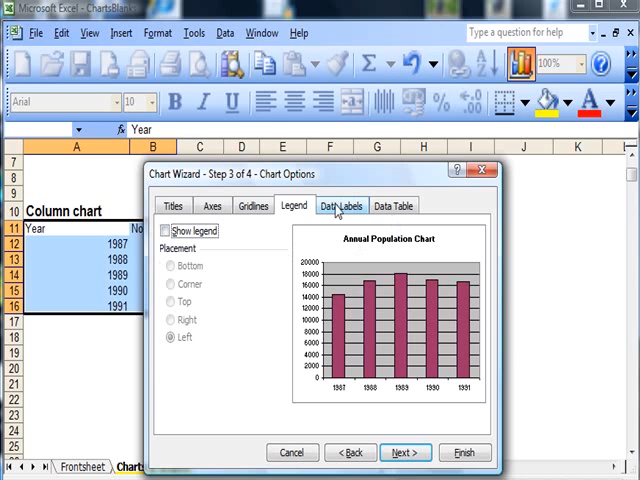 Microsoft Excel - ChartsBlank
File Edit View Insert Format Tools Data Window Help Type a question for help
100%
Arial 10 B I U
fx Year
A B C D E F G H I J K
7
8
9
10 Column chart
11 Year No
12 1987
13 1988
14 1989
15 1990
16 1991
17
18
19
20
21
22
23
24
25
26
Chart Wizard - Step 3 of 4 - Chart Options
Titles Axes Gridlines Legend Data Labels Data Table
Show legend
Placement
Bottom
Corner
Top
Right
Left
Annual Population Chart
20000
18000
16000
14000
12000
10000
8000
6000
4000
2000
0
1987 1988 1989 1990 1991
Cancel < Back Next > Finish
Frontsheet